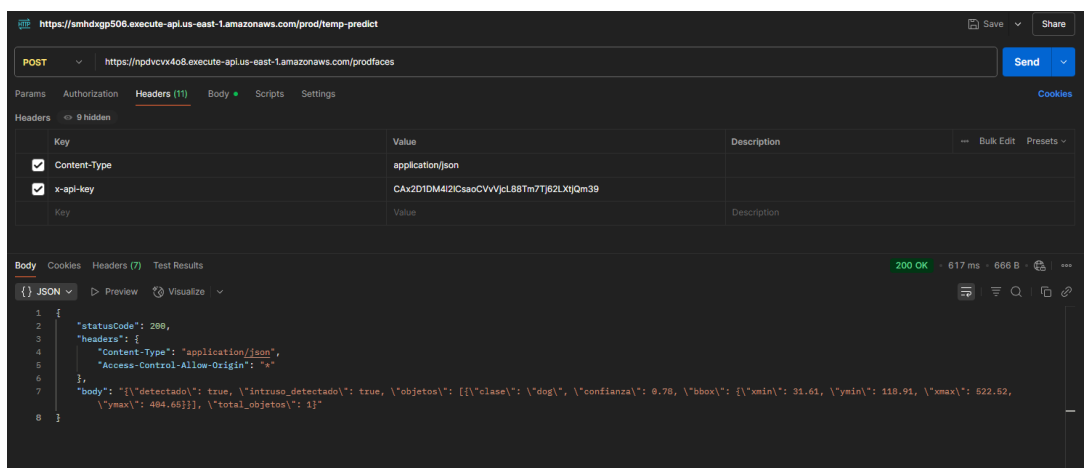 HTTP https://smhdxgp506.execute-api.us-east-1.amazonaws.com/prod/temp-predict Save Share
POST https://npdvcvx4o8.execute-api.us-east-1.amazonaws.com/prodfaces Send
Params Authorization Headers (11) Body Scripts Settings Cookies
Headers 9 hidden
Key Value Description ••• Bulk Edit Presets
Content-Type application/json
x-api-key CAx2D1DM4I2ICsaoCVvVjcL88Tm7Tj62LXtjQm39
Key Value Description
Body Cookies Headers (7) Test Results 200 OK • 617 ms • 666 B •••
{} JSON Preview Visualize
1 {
2 "statusCode": 200,
3 "headers": {
4 "Content-Type": "application/json",
5 "Access-Control-Allow-Origin": "*"
6 },
7 "body": "{\"detectado\": true, \"intruso_detectado\": true, \"objetos\": [{\"clase\": \"dog\", \"confianza\": 0.78, \"bbox\": {\"xmin\": 31.61, \"ymin\": 118.91, \"xmax\": 522.52,
\"ymax\": 404.65}}], \"total_objetos\": 1}"
8 }